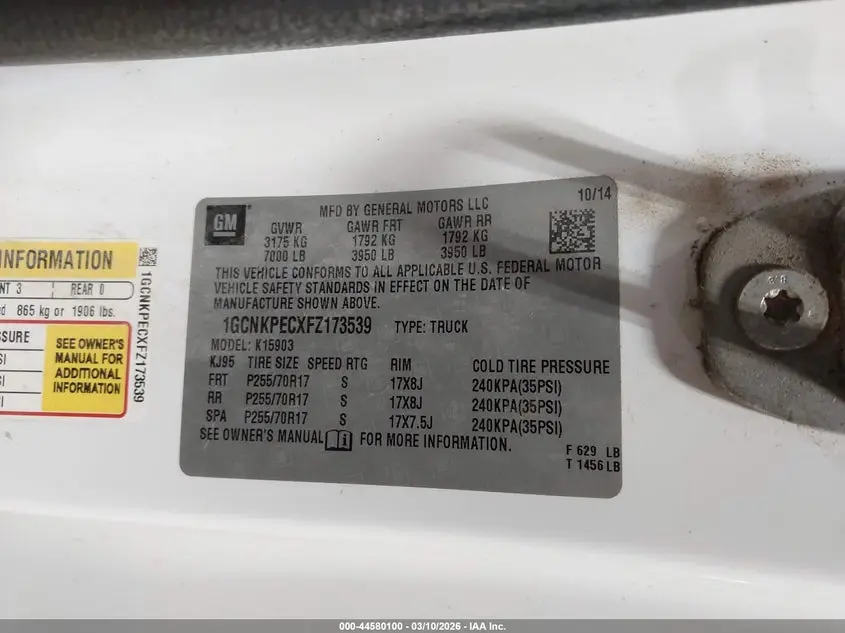 INFORMATION
NT 3 REAR 0
865 kg or 1906 lbs.
SSURE
SI
SI
SI
SEE OWNER'S
MANUAL FOR
ADDITIONAL
INFORMATION
1GCNKPECXFZ173539
GM
MFD BY GENERAL MOTORS LLC
10/14
GVWR GAWR FRT GAWR RR
3175 KG 1792 KG 1792 KG
7000 LB 3950 LB 3950 LB
THIS VEHICLE CONFORMS TO ALL APPLICABLE U.S. FEDERAL MOTOR
VEHICLE SAFETY STANDARDS IN EFFECT ON THE DATE OF
MANUFACTURE SHOWN ABOVE.
1GCNKPECXFZ173539 TYPE: TRUCK
MODEL: K15903
KJ95 TIRE SIZE SPEED RTG RIM COLD TIRE PRESSURE
FRT P255/70R17 S 17X8J 240KPA(35PSI)
RR P255/70R17 S 17X8J 240KPA(35PSI)
SPA P255/70R17 S 17X7.5J 240KPA(35PSI)
SEE OWNER'S MANUAL FOR MORE INFORMATION.
F 629 LB
T 1456 LB
000-44580100 • 03/10/2026 • IAA Inc.